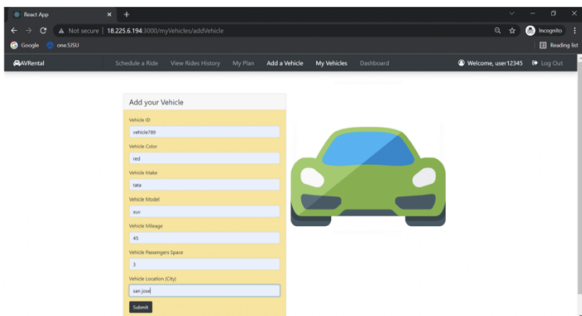 React App
Not secure | 18.225.6.194:3000/myVehicles/addVehicle
Incognito
Google one.SJSU
Reading list
AVRental Schedule a Ride View Rides History My Plan Add a Vehicle My Vehicles Dashboard Welcome, user12345 Log Out
Add your Vehicle
Vehicle ID
vehicle789
Vehicle Color
red
Vehicle Make
tata
Vehicle Model
suv
Vehicle Mileage
45
Vehicle Passengers Space
3
Vehicle Location (City)
san jose
Submit